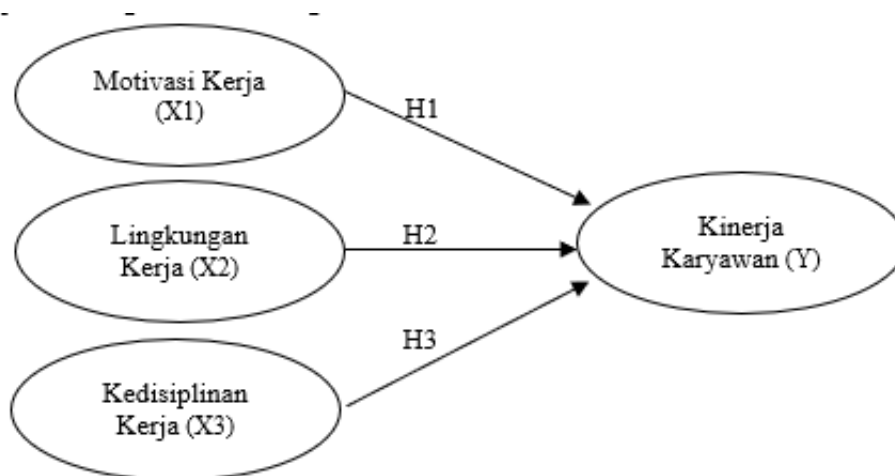 Motivasi Kerja
(X1)
H1
Lingkungan
Kerja (X2)
H2
Kinerja
Karyawan (Y)
H3
Kedisiplinan
Kerja (X3)